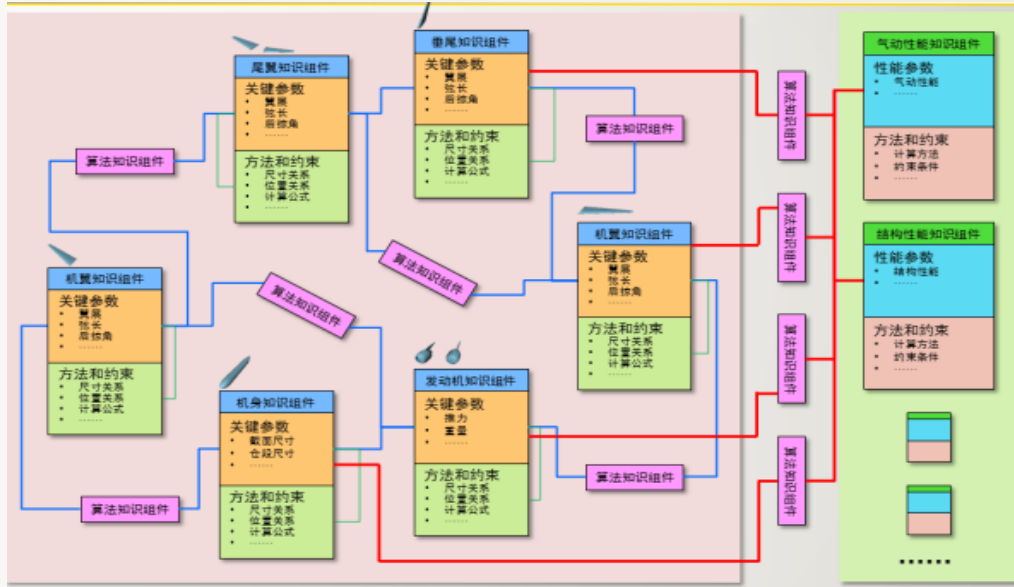 垂尾知识组件
关键参数
• 翼展
• 弦长
• 后掠角
• ……
方法和约束
• 尺寸关系
• 位置关系
• 计算公式
• ……
尾翼知识组件
关键参数
• 翼展
• 弦长
• 后掠角
• ……
方法和约束
• 尺寸关系
• 位置关系
• 计算公式
• ……
算法知识组件
算法知识组件
算法知识组件
算法知识组件
机翼知识组件
关键参数
• 翼展
• 弦长
• 后掠角
• ……
方法和约束
• 尺寸关系
• 位置关系
• 计算公式
• ……
机翼知识组件
关键参数
• 翼展
• 弦长
• 后掠角
• ……
方法和约束
• 尺寸关系
• 位置关系
• 计算公式
• ……
机身知识组件
关键参数
• 截面尺寸
• 仓段尺寸
• ……
方法和约束
• 尺寸关系
• 位置关系
• 计算公式
• ……
发动机知识组件
关键参数
• 推力
• 重量
• ……
方法和约束
• 尺寸关系
• 位置关系
• 计算公式
• ……
算法知识组件
算法知识组件
算法知识组件
算法知识组件
算法知识组件
算法知识组件
气动性能知识组件
性能参数
• 气动性能
• ……
方法和约束
• 计算方法
• 约束条件
• ……
结构性能知识组件
性能参数
• 结构性能
• ……
方法和约束
• 计算方法
• 约束条件
• ……
……